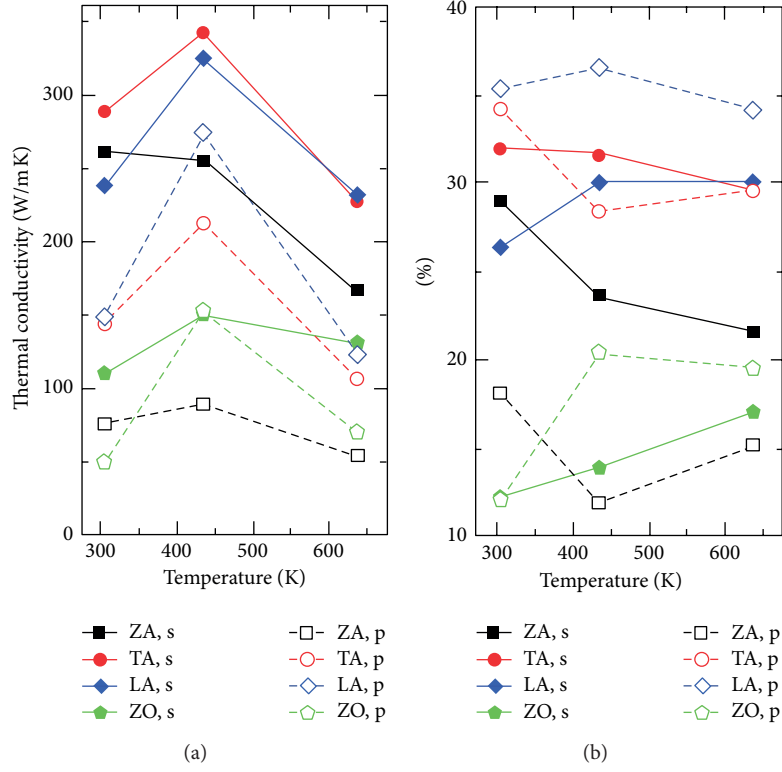 300
200
100
0
Thermal conductivity (W/m K)
300 400 500 600
Temperature (K)
ZA, s
TA, s
LA, s
ZO, s
ZA, p
TA, p
LA, p
ZO, p
(a)
40
30
20
10
(%)
300 400 500 600
Temperature (K)
ZA, s
TA, s
LA, s
ZO, s
ZA, p
TA, p
LA, p
ZO, p
(b)